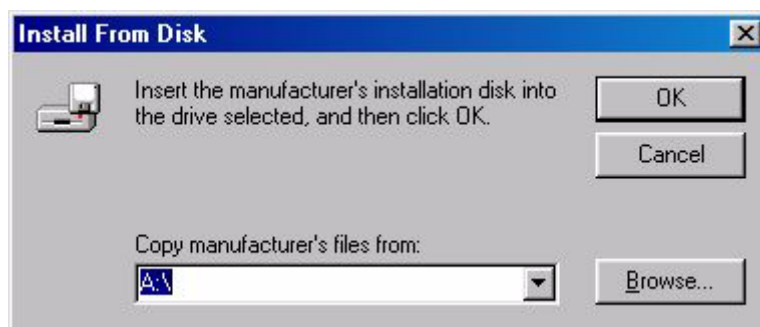 Install From Disk
Insert the manufacturer's installation disk into
the drive selected, and then click OK.
OK
Cancel
Copy manufacturer's files from:
A:\
Browse...